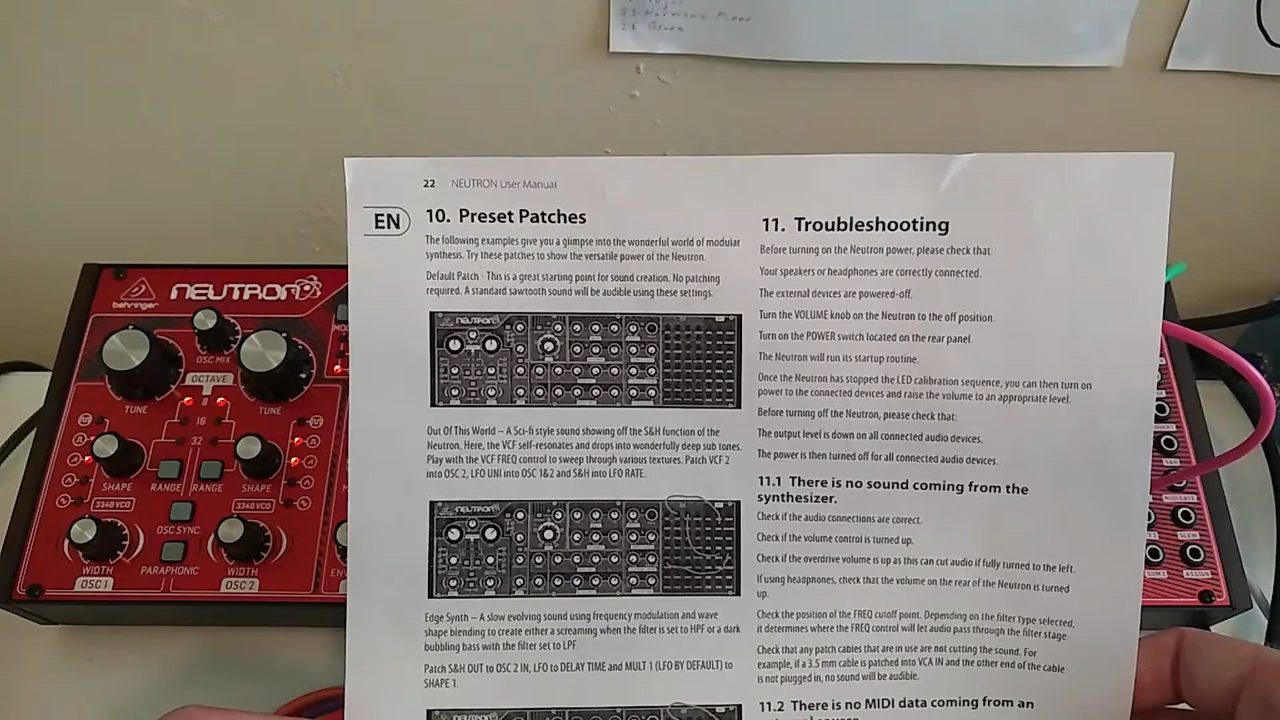 22 NEUTRON User Manual
EN
10. Preset Patches
The following examples give you a glimpse into the wonderful world of modular
synthesis. Try these patches to show the versatile power of the Neutron.
Default Patch - This is a great starting point for sound creation. No patching
required. A standard sawtooth sound will be audible using these settings.
Out Of This World – A Sci-fi style sound showing off the S&H function of the
Neutron. Here, the VCF self-resonates and drops into wonderfully deep sub tones.
Play with the VCF FREQ control to sweep through various textures. Patch VCF 2
into OSC 2, LFO UNI into OSC 1&2 and S&H into LFO RATE.
Edge Synth – A slow evolving sound using frequency modulation and wave
shape blending to create either a screaming when the filter is set to HPF or a dark
bubbling bass with the filter set to LPF.
Patch S&H OUT to OSC 2 IN, LFO to DELAY TIME and MULT 1 (LFO BY DEFAULT) to
SHAPE 1.
11. Troubleshooting
Before turning on the Neutron power, please check that:
Your speakers or headphones are correctly connected.
The external devices are powered-off.
Turn the VOLUME knob on the Neutron to the off position.
Turn on the POWER switch located on the rear panel.
The Neutron will run its startup routine.
Once the Neutron has stopped the LED calibration sequence, you can then turn on
power to the connected devices and raise the volume to an appropriate level.
Before turning off the Neutron, please check that:
The output level is down on all connected audio devices.
The power is then turned off for all connected audio devices.
11.1 There is no sound coming from the
synthesizer.
Check if the audio connections are correct.
Check if the volume control is turned up.
Check if the overdrive volume is up as this can cut audio if fully turned to the left.
If using headphones, check that the volume on the rear of the Neutron is turned
up.
Check the position of the FREQ cutoff point. Depending on the filter type selected,
it determines where the FREQ control will let audio pass through the filter stage.
Check that any patch cables that are in use are not cutting the sound. For
example, if a 3.5 mm cable is patched into VCA IN and the other end of the cable
is not plugged in, no sound will be audible.
11.2 There is no MIDI data coming from an
behringer
NEUTRON
OSC MIX
TUNE
OCTAVE
TUNE
8
16
32
SHAPE
RANGE
RANGE
SHAPE
3340 VCO
3340 VCO
OSC SYNC
PARAPHONIC
WIDTH
OSC 1
WIDTH
OSC 2
ASSIGN